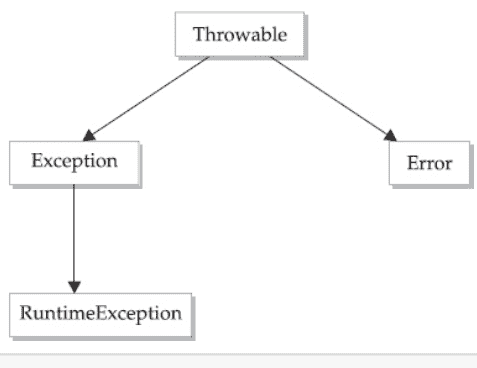 Throwable
Exception
Error
RuntimeException